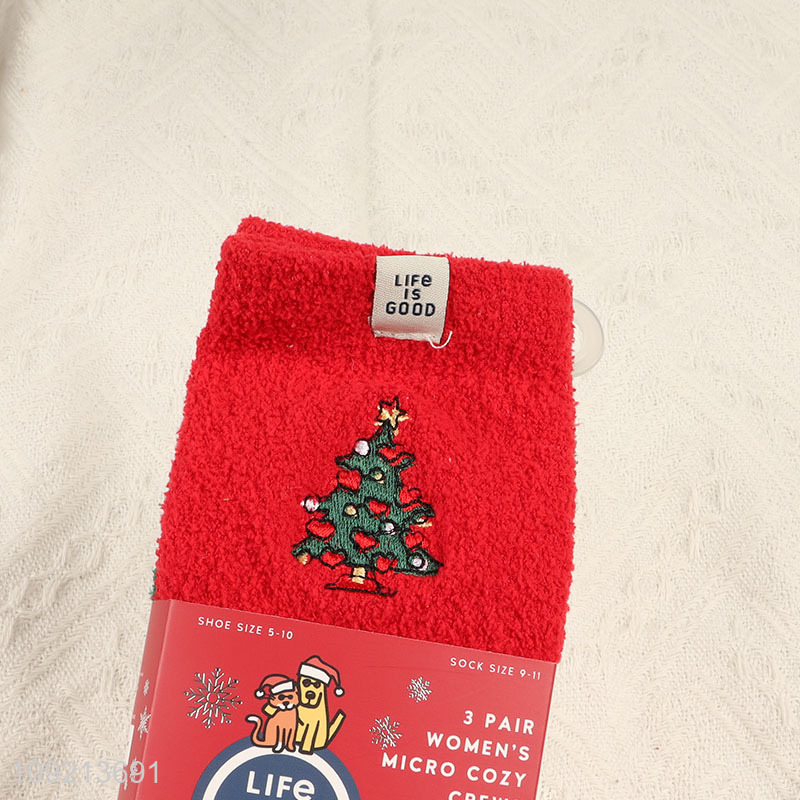 LIFe
IS
GOOD
SHOE SIZE 5-10
SOCK SIZE 9-11
3 PAIR
WOMEN'S
MICRO COZY
LIFe